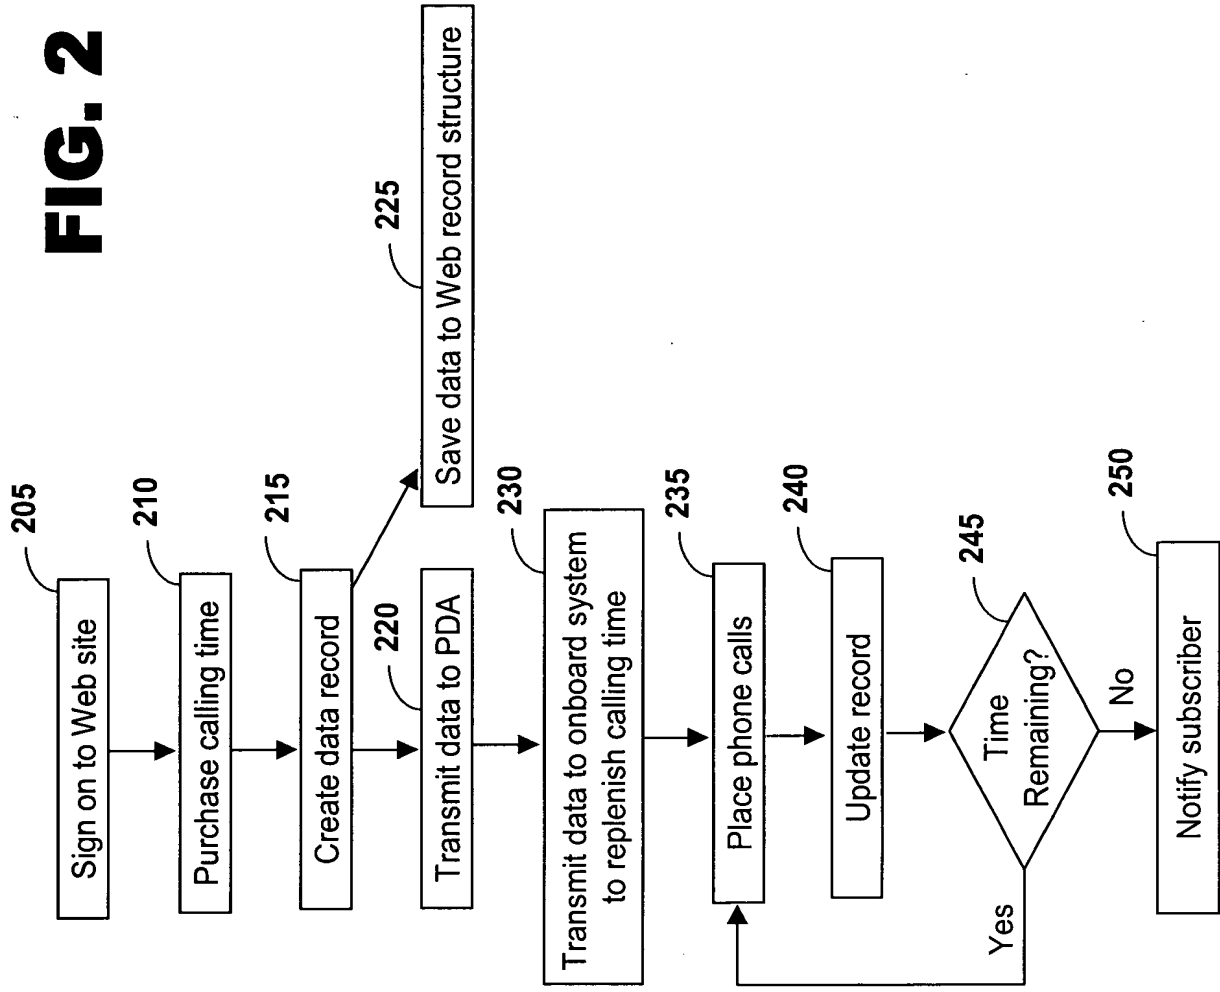 FIG. 2
205
Sign on to Web site
210
Purchase calling time
215
Create data record
220
Transmit data to PDA
225
Save data to Web record structure
230
Transmit data to onboard system
to replenish calling time
235
Place phone calls
240
Update record
245
Time
Remaining?
Yes
No
250
Notify subscriber